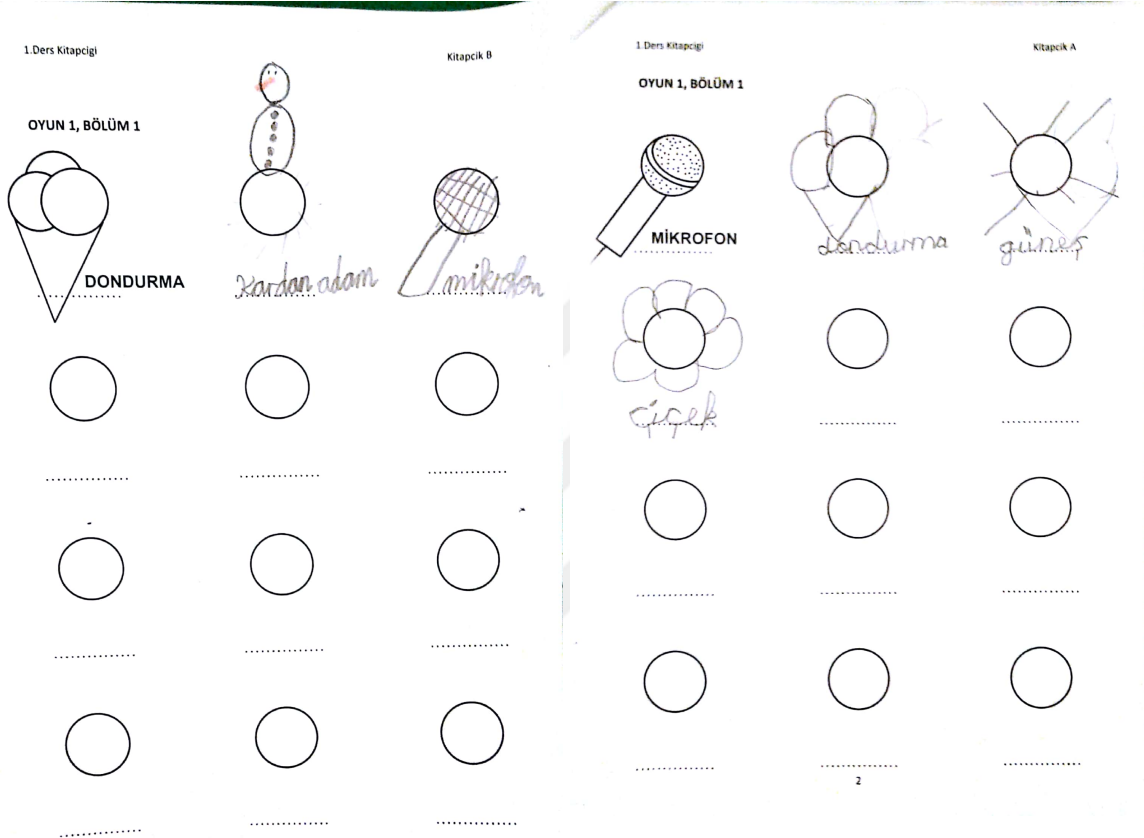 1.Ders Kitapcigi
Kitapcik B
OYUN 1, BÖLÜM 1
DONDURMA
Kardan adam
mikrofon
1.Ders Kitapcigi
Kitapcik A
OYUN 1, BÖLÜM 1
MİKROFON
dondurma
güneş
çiçek
2